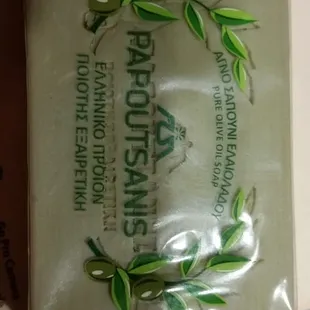 ΑΓΝΟ ΣΑΠΟΥΝΙ ΕΛΑΙΟΛΑΔΟΥ
PURE OLIVE OIL SOAP
PAPOUTSANIS
ΕΛΛΗΝΙΚΟ ΠΡΟΪΟΝ
ΠΟΙΟΤΗΣ ΕΞΑΙΡΕΤΙΚΗ